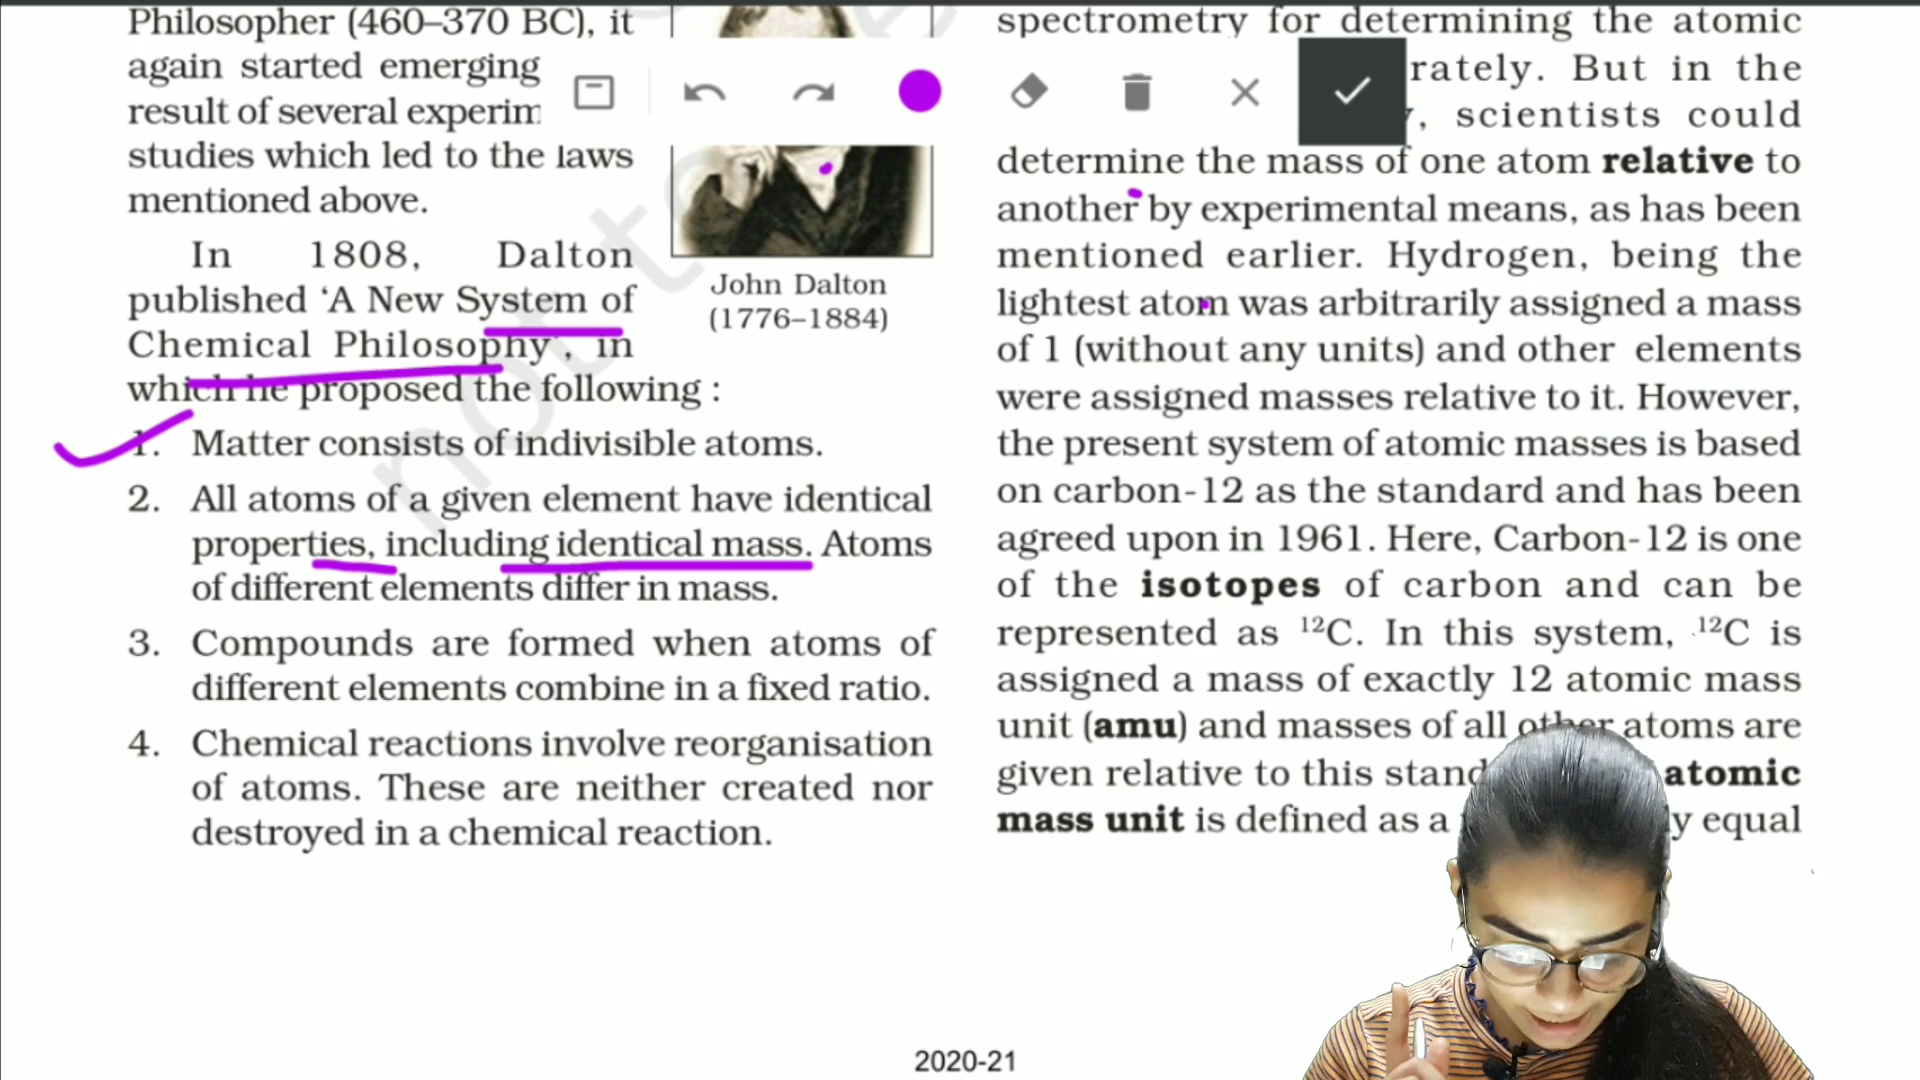 Philosopher (460–370 BC), it
again started emerging
result of several experim
studies which led to the laws
mentioned above.
In 1808, Dalton
published ‘A New System of
Chemical Philosophy’, in
which he proposed the following :
John Dalton
(1776–1884)
1. Matter consists of indivisible atoms.
2. All atoms of a given element have identical
properties, including identical mass. Atoms
of different elements differ in mass.
3. Compounds are formed when atoms of
different elements combine in a fixed ratio.
4. Chemical reactions involve reorganisation
of atoms. These are neither created nor
destroyed in a chemical reaction.
spectrometry for determining the atomic
rately. But in the
, scientists could
determine the mass of one atom relative to
another by experimental means, as has been
mentioned earlier. Hydrogen, being the
lightest atom was arbitrarily assigned a mass
of 1 (without any units) and other elements
were assigned masses relative to it. However,
the present system of atomic masses is based
on carbon-12 as the standard and has been
agreed upon in 1961. Here, Carbon-12 is one
of the isotopes of carbon and can be
represented as ¹²C. In this system, ¹²C is
assigned a mass of exactly 12 atomic mass
unit (amu) and masses of all other atoms are
given relative to this stand atomic
mass unit is defined as a y equal
not to
2020-21